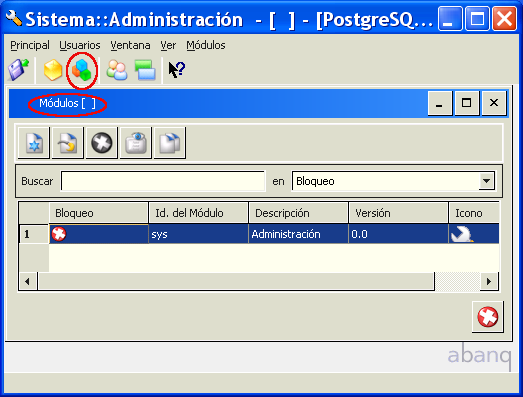 Sistema::Administración - [ ] - [PostgreSQ...
Principal Usuarios Ventana Ver Módulos
Módulos [ ]
Buscar en Bloqueo
Bloqueo Id. del Módulo Descripción Versión Icono
1 sys Administración 0.0
abanq